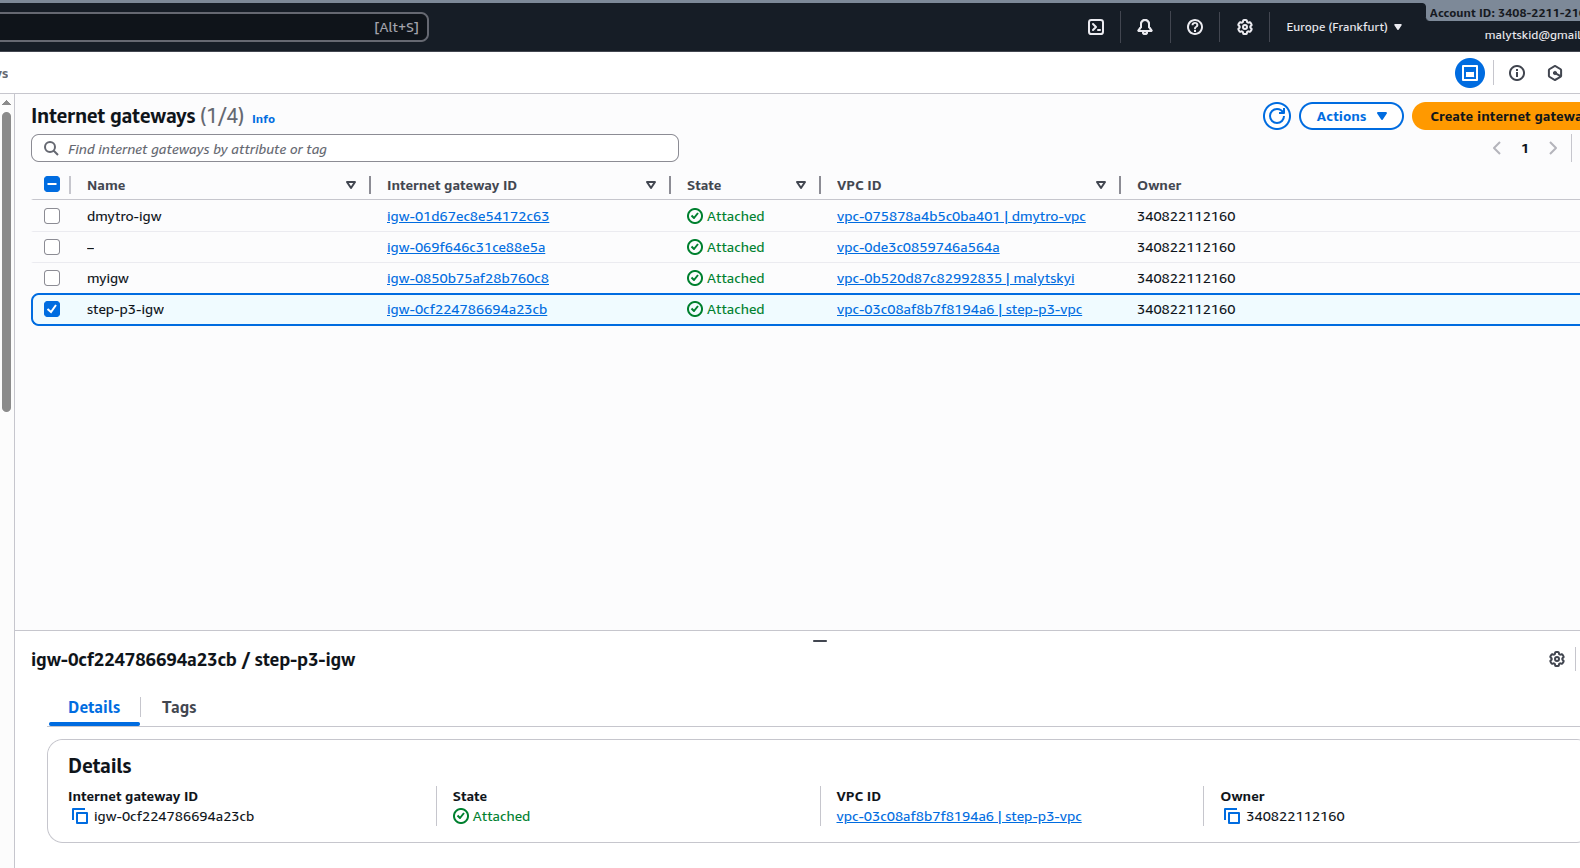 [Alt+S]
Europe (Frankfurt)
Account ID: 3408-2211-21
malytskid@gmail
Internet gateways (1/4) Info
Actions
Create internet gatewa
Find internet gateways by attribute or tag
1
Name Internet gateway ID State VPC ID Owner
dmytro-igw igw-01d67ec8e54172c63 Attached vpc-075878a4b5c0ba401 | dmytro-vpc 340822112160
– igw-069f646c31ce88e5a Attached vpc-0de3c0859746a564a 340822112160
myigw igw-0850b75af28b760c8 Attached vpc-0b520d87c82992835 | malytskyi 340822112160
step-p3-igw igw-0cf224786694a23cb Attached vpc-03c08af8b7f8194a6 | step-p3-vpc 340822112160
igw-0cf224786694a23cb / step-p3-igw
Details Tags
Details
Internet gateway ID State VPC ID Owner
igw-0cf224786694a23cb Attached vpc-03c08af8b7f8194a6 | step-p3-vpc 340822112160